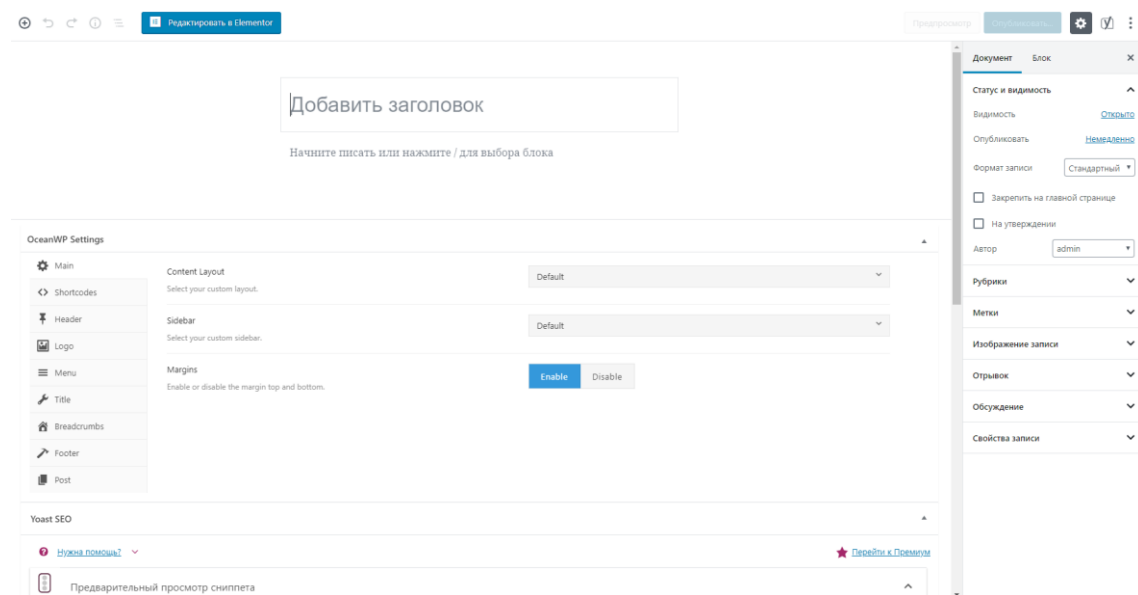 Редактировать в Elementor
Предпросмотр
Опубликовать...
Добавить заголовок
Начните писать или нажмите / для выбора блока
OceanWP Settings
Main
Shortcodes
Header
Logo
Menu
Title
Breadcrumbs
Footer
Post
Content Layout
Select your custom layout.
Default
Sidebar
Select your custom sidebar.
Default
Margins
Enable or disable the margin top and bottom.
Enable Disable
Yoast SEO
Нужна помощь?
Перейти к Премиум
Предварительный просмотр сниппета
Документ Блок
Статус и видимость
Видимость Открыто
Опубликовать Немедленно
Формат записи Стандартный
Закрепить на главной странице
На утверждении
Автор admin
Рубрики
Метки
Изображение записи
Отрывок
Обсуждение
Свойства записи